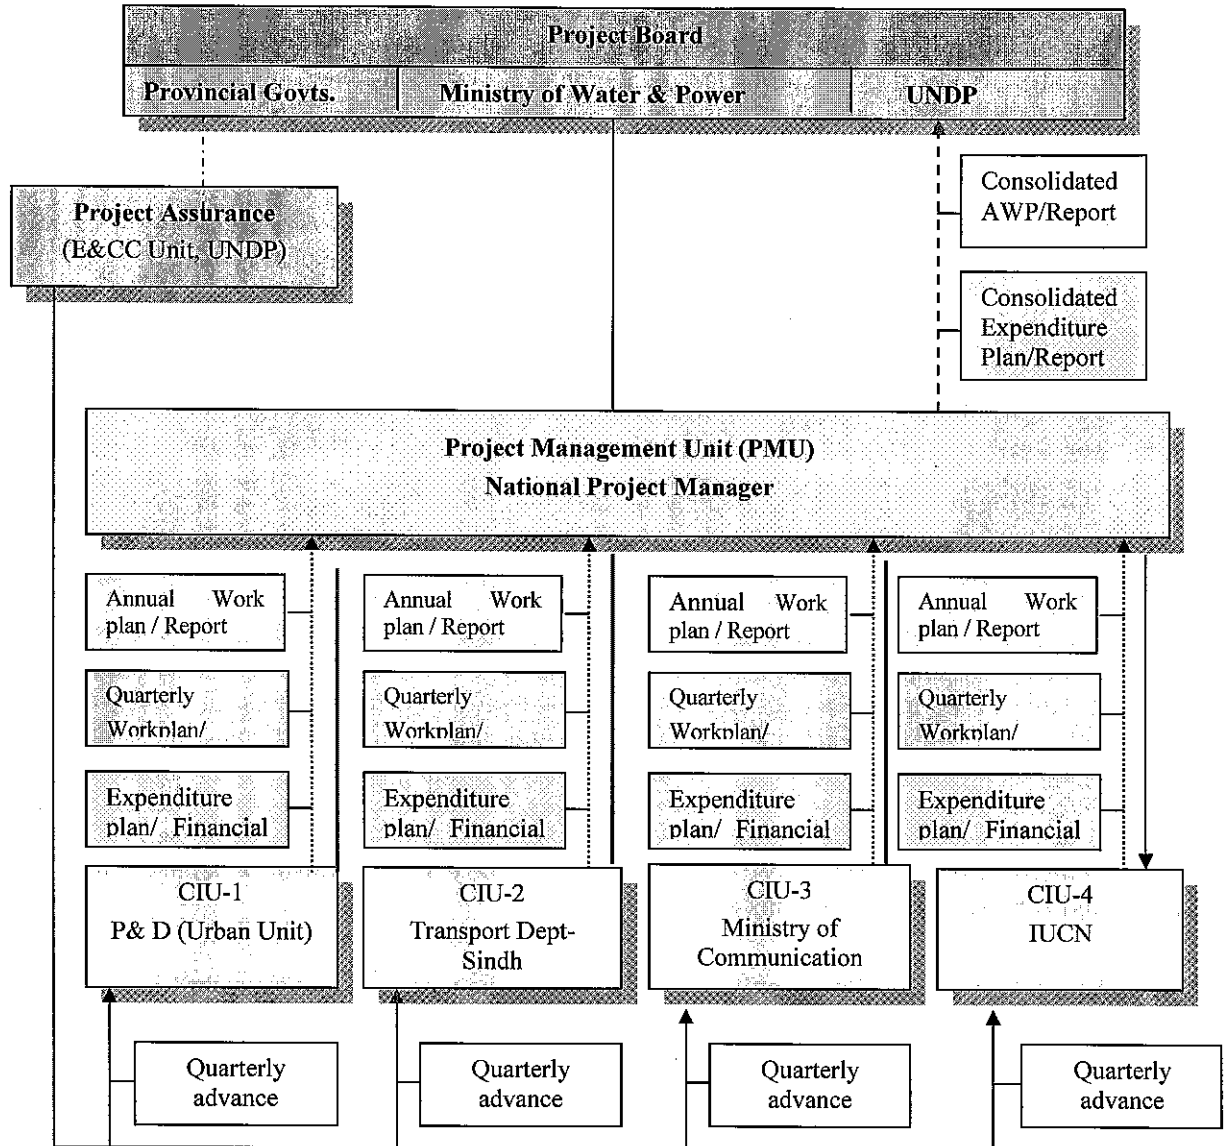 Project Board
Provincial Govts.
Ministry of Water & Power
UNDP
Project Assurance
(E&CC Unit, UNDP)
Consolidated
AWP/Report
Consolidated
Expenditure
Plan/Report
Project Management Unit (PMU)
National Project Manager
Annual Work
plan / Report
Annual Work
plan / Report
Annual Work
plan / Report
Annual Work
plan / Report
Quarterly
Workplan/
Quarterly
Workplan/
Quarterly
Workplan/
Quarterly
Workplan/
Expenditure
plan/ Financial
Expenditure
plan/ Financial
Expenditure
plan/ Financial
Expenditure
plan/ Financial
CIU-1
P& D (Urban Unit)
CIU-2
Transport Dept-
Sindh
CIU-3
Ministry of
Communication
CIU-4
IUCN
Quarterly
advance
Quarterly
advance
Quarterly
advance
Quarterly
advance